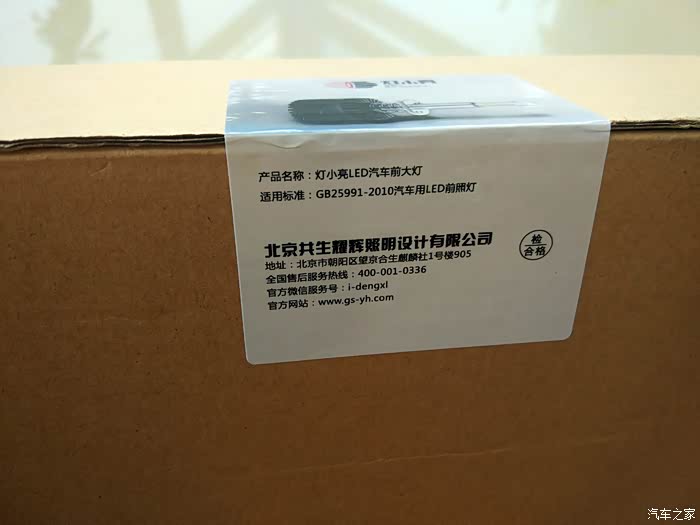 灯小亮
产品名称：灯小亮LED汽车前大灯
适用标准：GB25991-2010汽车用LED前照灯
北京共生耀辉照明设计有限公司
检
合格
地址：北京市朝阳区望京合生麒麟社1号楼905
全国售后服务热线：400-001-0336
官方微信服务号：i-dengxl
官方网站：www.gs-yh.com
汽车之家